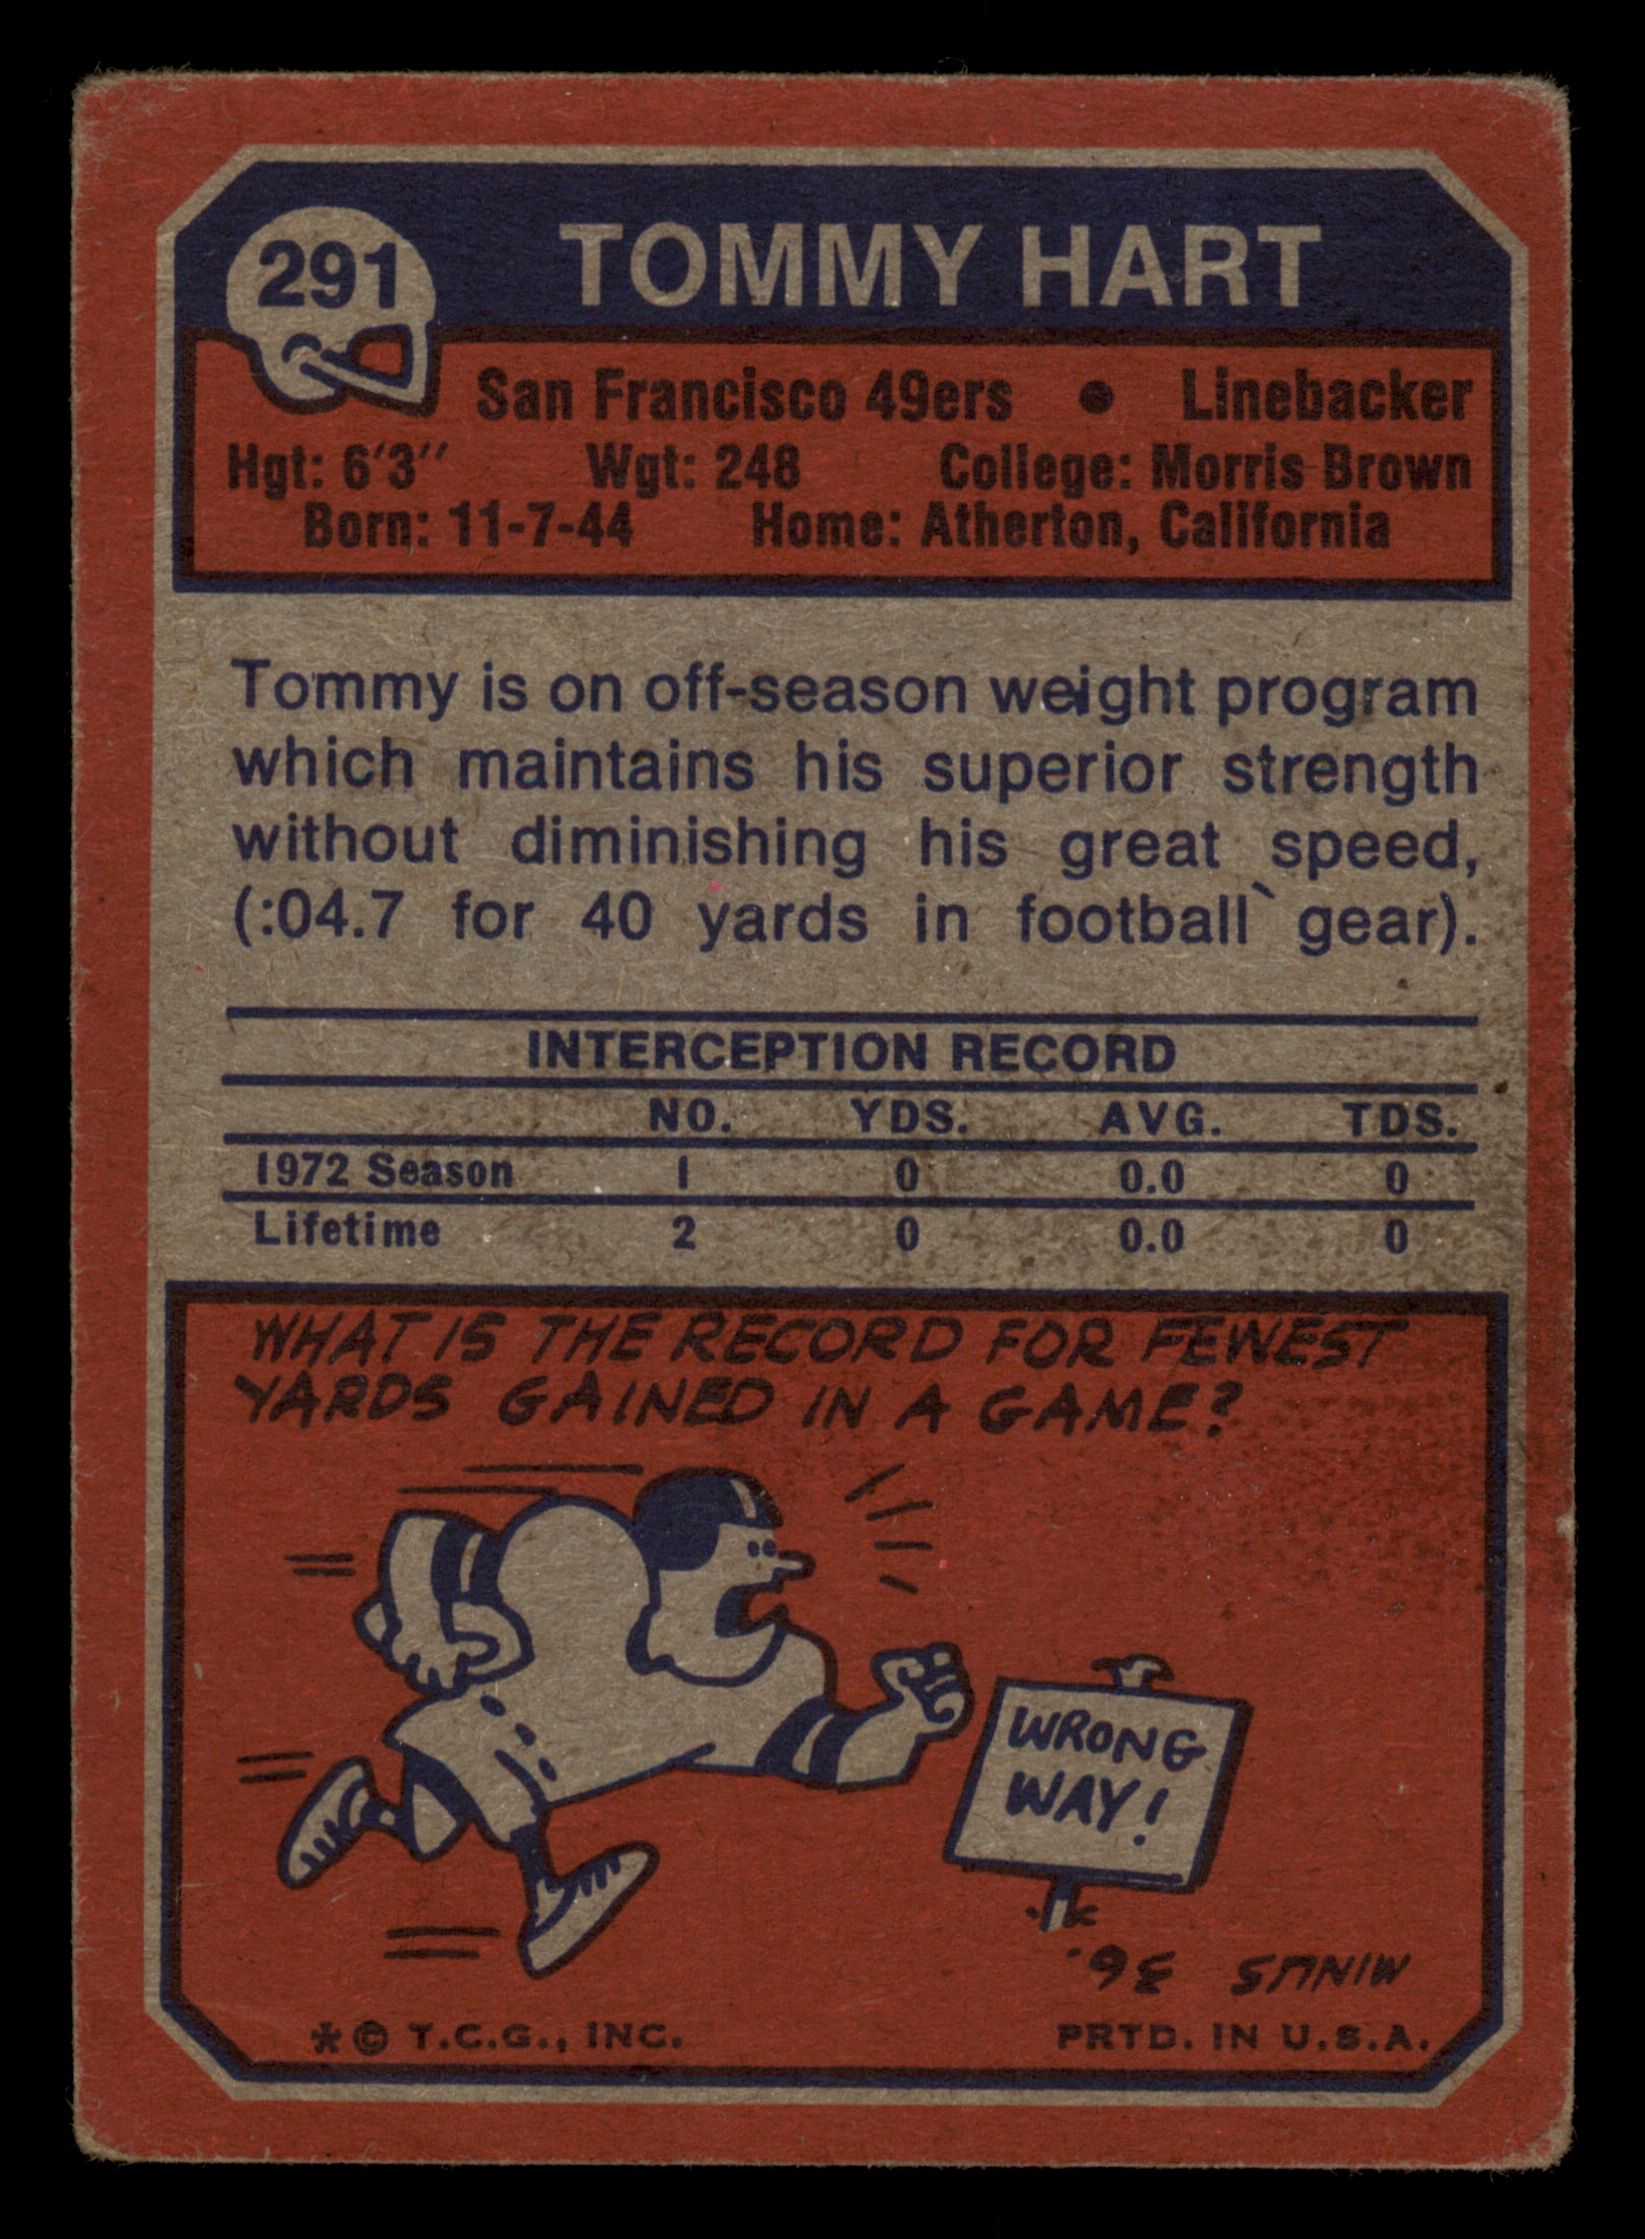 291
TOMMY HART
San Francisco 49ers • Linebacker
Hgt: 6'3'' Wgt: 248 College: Morris Brown
Born: 11-7-44 Home: Atherton, California
Tommy is on off-season weight program
which maintains his superior strength
without diminishing his great speed,
(:04.7 for 40 yards in football gear).
INTERCEPTION RECORD
NO. YDS. AVG. TDS.
1972 Season 1 0 0.0 0
Lifetime 2 0 0.0 0
WHAT IS THE RECORD FOR FEWEST
YARDS GAINED IN A GAME?
WRONG
WAY!
MINUS 36.
*© T.C.G., INC. PRTD. IN U.S.A.